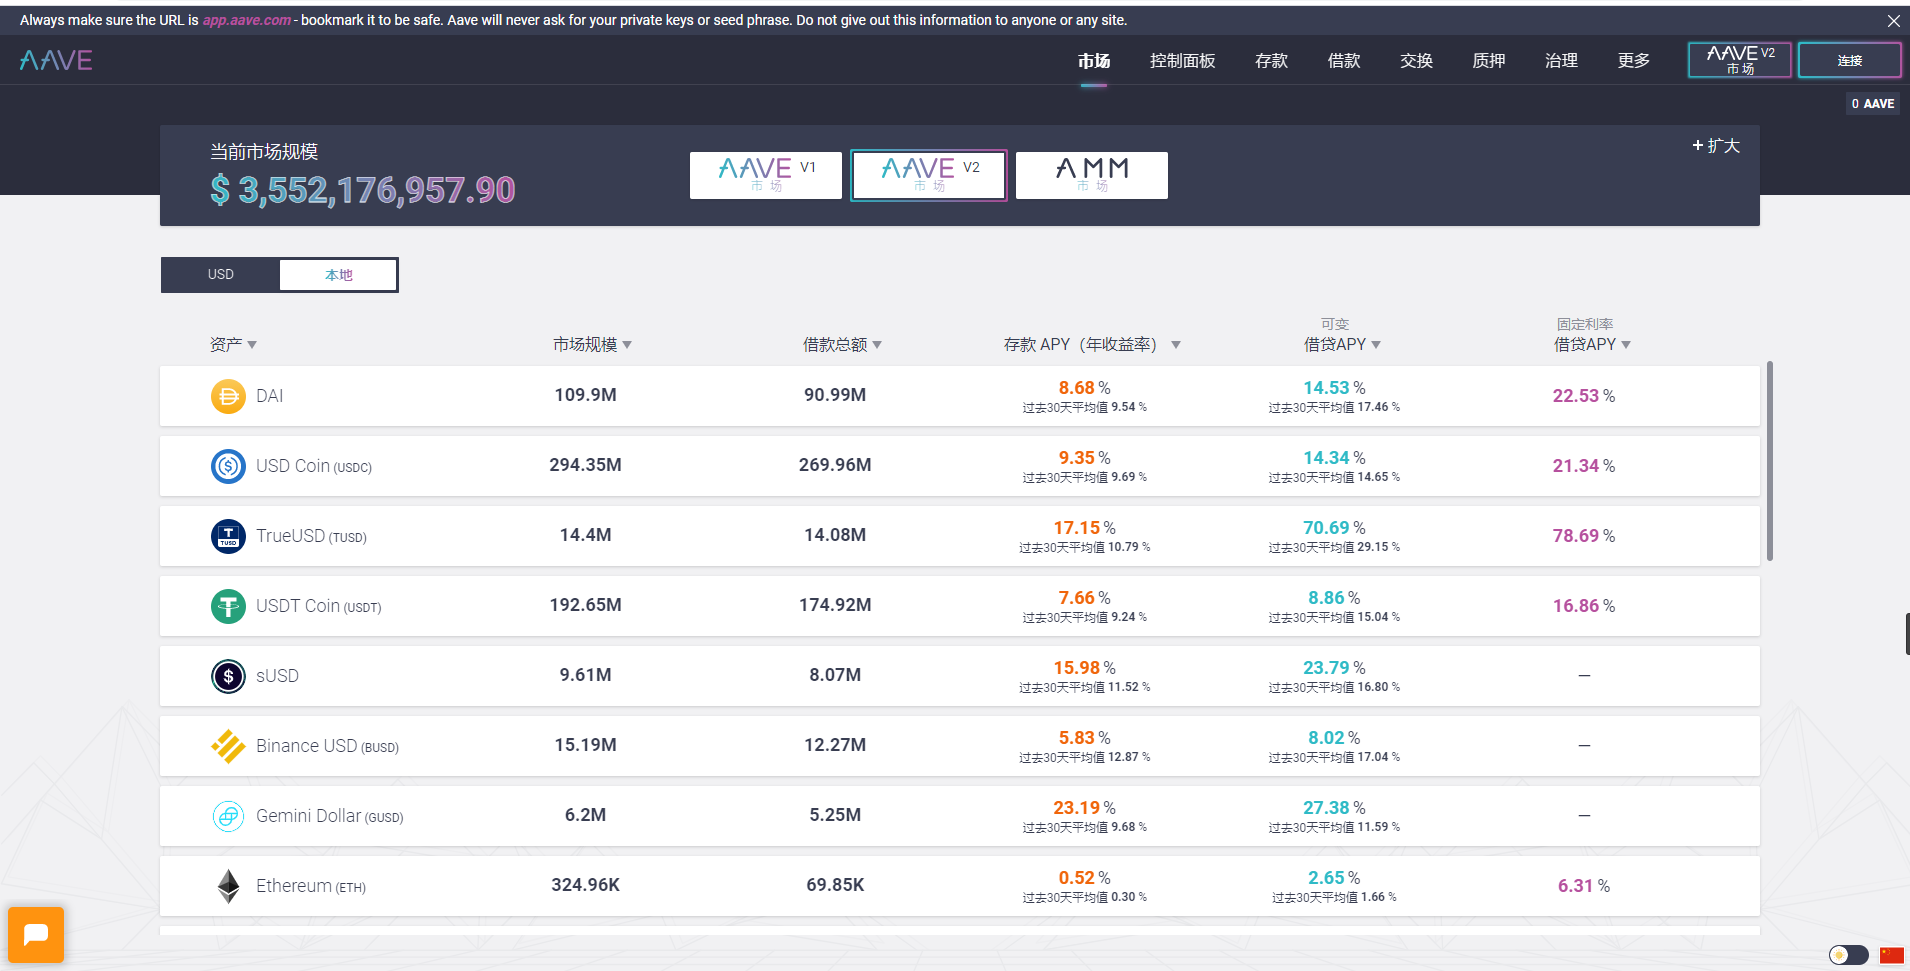 Always make sure the URL is app.aave.com - bookmark it to be safe. Aave will never ask for your private keys or seed phrase. Do not give out this information to anyone or any site.
AAVE 市场 控制面板 存款 借款 交换 质押 治理 更多 AAVE V2 市场 连接
0 AAVE
当前市场规模
$ 3,552,176,957.90
AAVE V1 市场
AAVE V2 市场
AMM 市场
+ 扩大
USD 本地
资产 市场规模 借款总额 存款 APY（年收益率） 可变 借贷APY 固定利率 借贷APY
DAI 109.9M 90.99M 8.68 % 14.53 % 22.53 %
过去30天平均值 9.54 % 过去30天平均值 17.46 %
USD Coin (USDC) 294.35M 269.96M 9.35 % 14.34 % 21.34 %
过去30天平均值 9.69 % 过去30天平均值 14.65 %
TrueUSD (TUSD) 14.4M 14.08M 17.15 % 70.69 % 78.69 %
过去30天平均值 10.79 % 过去30天平均值 29.15 %
USDT Coin (USDT) 192.65M 174.92M 7.66 % 8.86 % 16.86 %
过去30天平均值 9.24 % 过去30天平均值 15.04 %
sUSD 9.61M 8.07M 15.98 % 23.79 % —
过去30天平均值 11.52 % 过去30天平均值 16.80 %
Binance USD (BUSD) 15.19M 12.27M 5.83 % 8.02 % —
过去30天平均值 12.87 % 过去30天平均值 17.04 %
Gemini Dollar (GUSD) 6.2M 5.25M 23.19 % 27.38 % —
过去30天平均值 9.68 % 过去30天平均值 11.59 %
Ethereum (ETH) 324.96K 69.85K 0.52 % 2.65 % 6.31 %
过去30天平均值 0.30 % 过去30天平均值 1.66 %